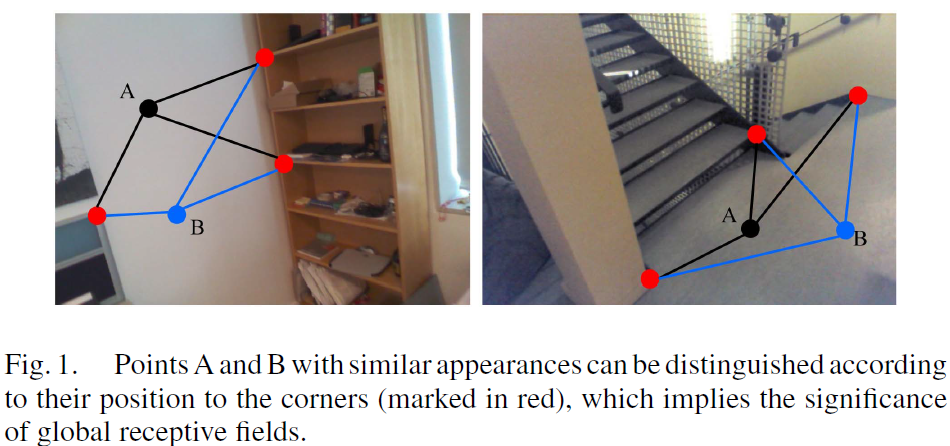 A
B
A
B
Fig. 1. Points A and B with similar appearances can be distinguished according
to their position to the corners (marked in red), which implies the significance
of global receptive fields.